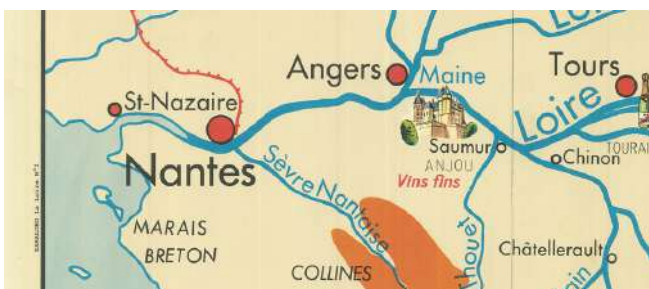 Loire
Angers
Maine
Tours
St-Nazaire
Loire
Saumur
ANJOU
Vins fins
Chinon
Nantes
Sèvre Nantaise
Thouet
MARAIS
BRETON
COLLINES
Châtellerault